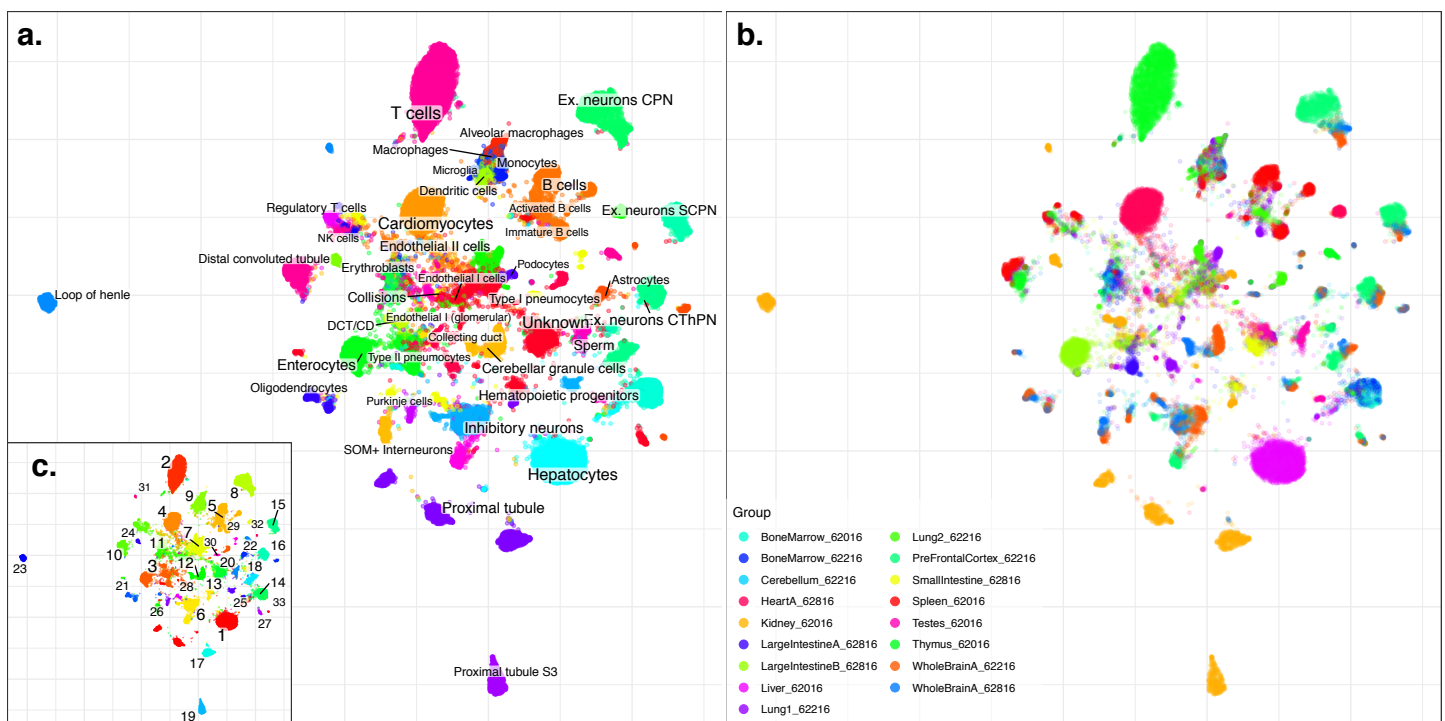 a.
T cells
Ex. neurons CPN
Alveolar macrophages
Macrophages
Monocytes
Microglia
Dendritic cells
B cells
Regulatory T cells
Activated B cells
Ex. neurons SCPN
Cardiomyocytes
NK cells
Immature B cells
Endothelial II cells
Distal convoluted tubule
Erythroblasts
Podocytes
Endothelial I cells
Astrocytes
Loop of henle
Collisions
Type I pneumocytes
Endothelial I (glomerular)
DCT/CD
Unknown
Ex. neurons CThPN
Collecting duct
Sperm
Enterocytes
Type II pneumocytes
Cerebellar granule cells
Oligodendrocytes
Purkinje cells
Hematopoietic progenitors
Inhibitory neurons
SOM+ Interneurons
Hepatocytes
Proximal tubule
Proximal tubule S3
c.
2
31
8
9
15
5
4
29
32
7
24
30
11
22
16
10
12
20
23
3
18
21
28
13
14
26
6
25
33
1
27
17
19
b.
Group
BoneMarrow_62016
BoneMarrow_62216
Cerebellum_62216
HeartA_62816
Kidney_62016
LargeIntestineA_62816
LargeIntestineB_62816
Liver_62016
Lung1_62216
Lung2_62216
PreFrontalCortex_62216
SmallIntestine_62816
Spleen_62016
Testes_62016
Thymus_62016
WholeBrainA_62216
WholeBrainA_62816